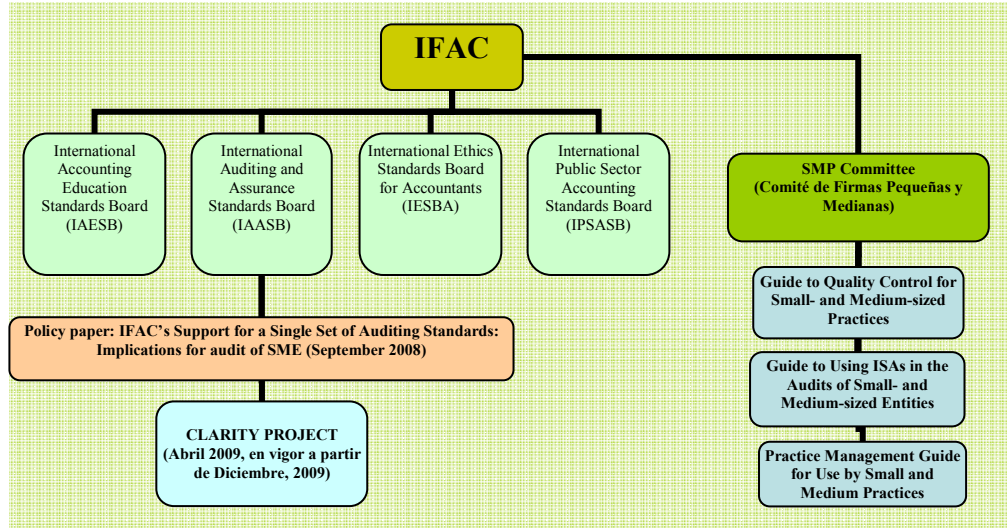 IFAC
International
Accounting
Education
Standards Board
(IAESB)
International
Auditing and
Assurance
Standards Board
(IAASB)
International Ethics
Standards Board
for Accountants
(IESBA)
International
Public Sector
Accounting
Standards Board
(IPSASB)
SMP Committee
(Comité de Firmas Pequeñas y
Medianas)
Guide to Quality Control for
Small- and Medium-sized
Practices
Policy paper: IFAC's Support for a Single Set of Auditing Standards:
Implications for audit of SME (September 2008)
Guide to Using ISAs in the
Audits of Small- and
Medium-sized Entities
CLARITY PROJECT
(Abril 2009, en vigor a partir
de Diciembre, 2009)
Practice Management Guide
for Use by Small and
Medium Practices